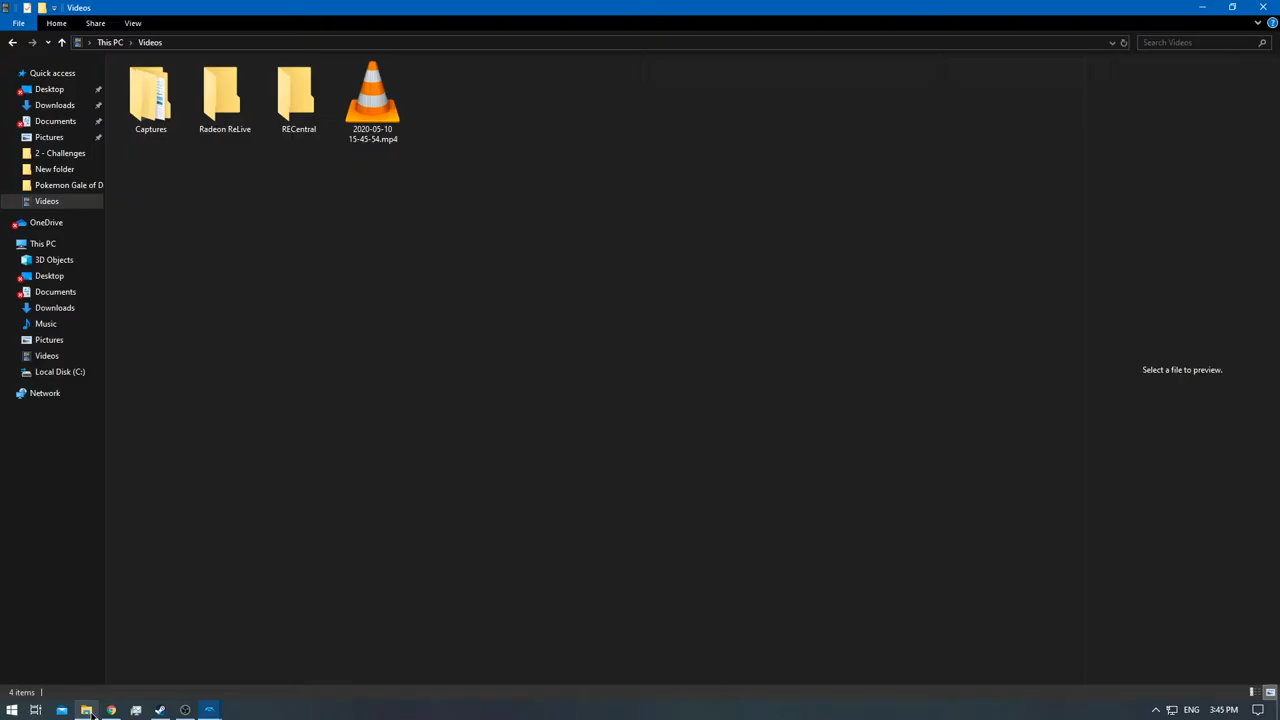 Videos
File Home Share View
This PC Videos Search Videos
Quick access
Desktop
Downloads
Documents
Pictures
2 - Challenges
New folder
Pokemon Gale of D
Videos
OneDrive
This PC
3D Objects
Desktop
Documents
Downloads
Music
Pictures
Videos
Local Disk (C:)
Network
Captures
Radeon ReLive
RECentral
2020-05-10
15-45-54.mp4
Select a file to preview.
4 items
ENG 3:45 PM